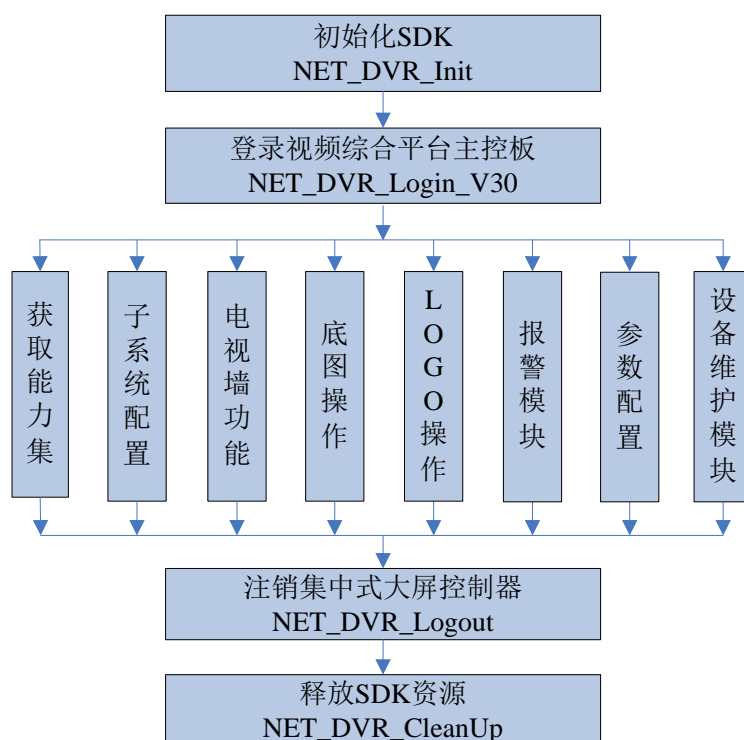 初始化SDK
NET_DVR_Init
登录视频综合平台主控板
NET_DVR_Login_V30
获取能力集
子系统配置
电视墙功能
底图操作
LOGO操作
报警模块
参数配置
设备维护模块
注销集中式大屏控制器
NET_DVR_Logout
释放SDK资源
NET_DVR_CleanUp